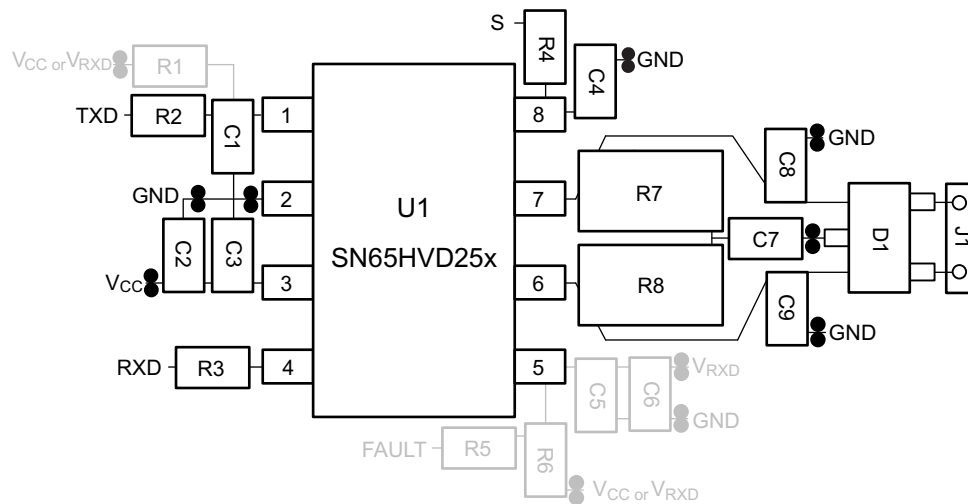 S
R4
C4
GND
VCC or VRXD
R1
TXD
R2
C1
1
8
GND
2
7
R7
C8
GND
U1
SN65HVD25x
C2
C3
C7
D1
J1
VCC
3
6
R8
C9
GND
RXD
R3
4
5
C5
C6
VRXD
GND
FAULT
R5
R6
VCC or VRXD